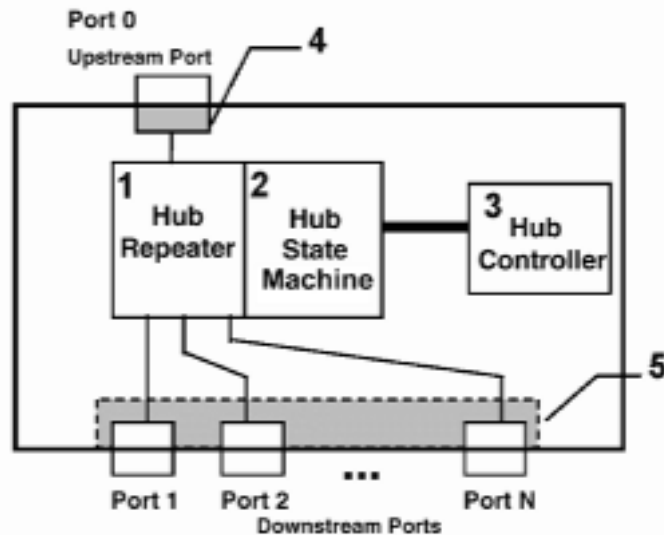 Port 0
Upstream Port
4
1
Hub
Repeater
2
Hub
State
Machine
3
Hub
Controller
5
...
Port 1
Port 2
Port N
Downstream Ports